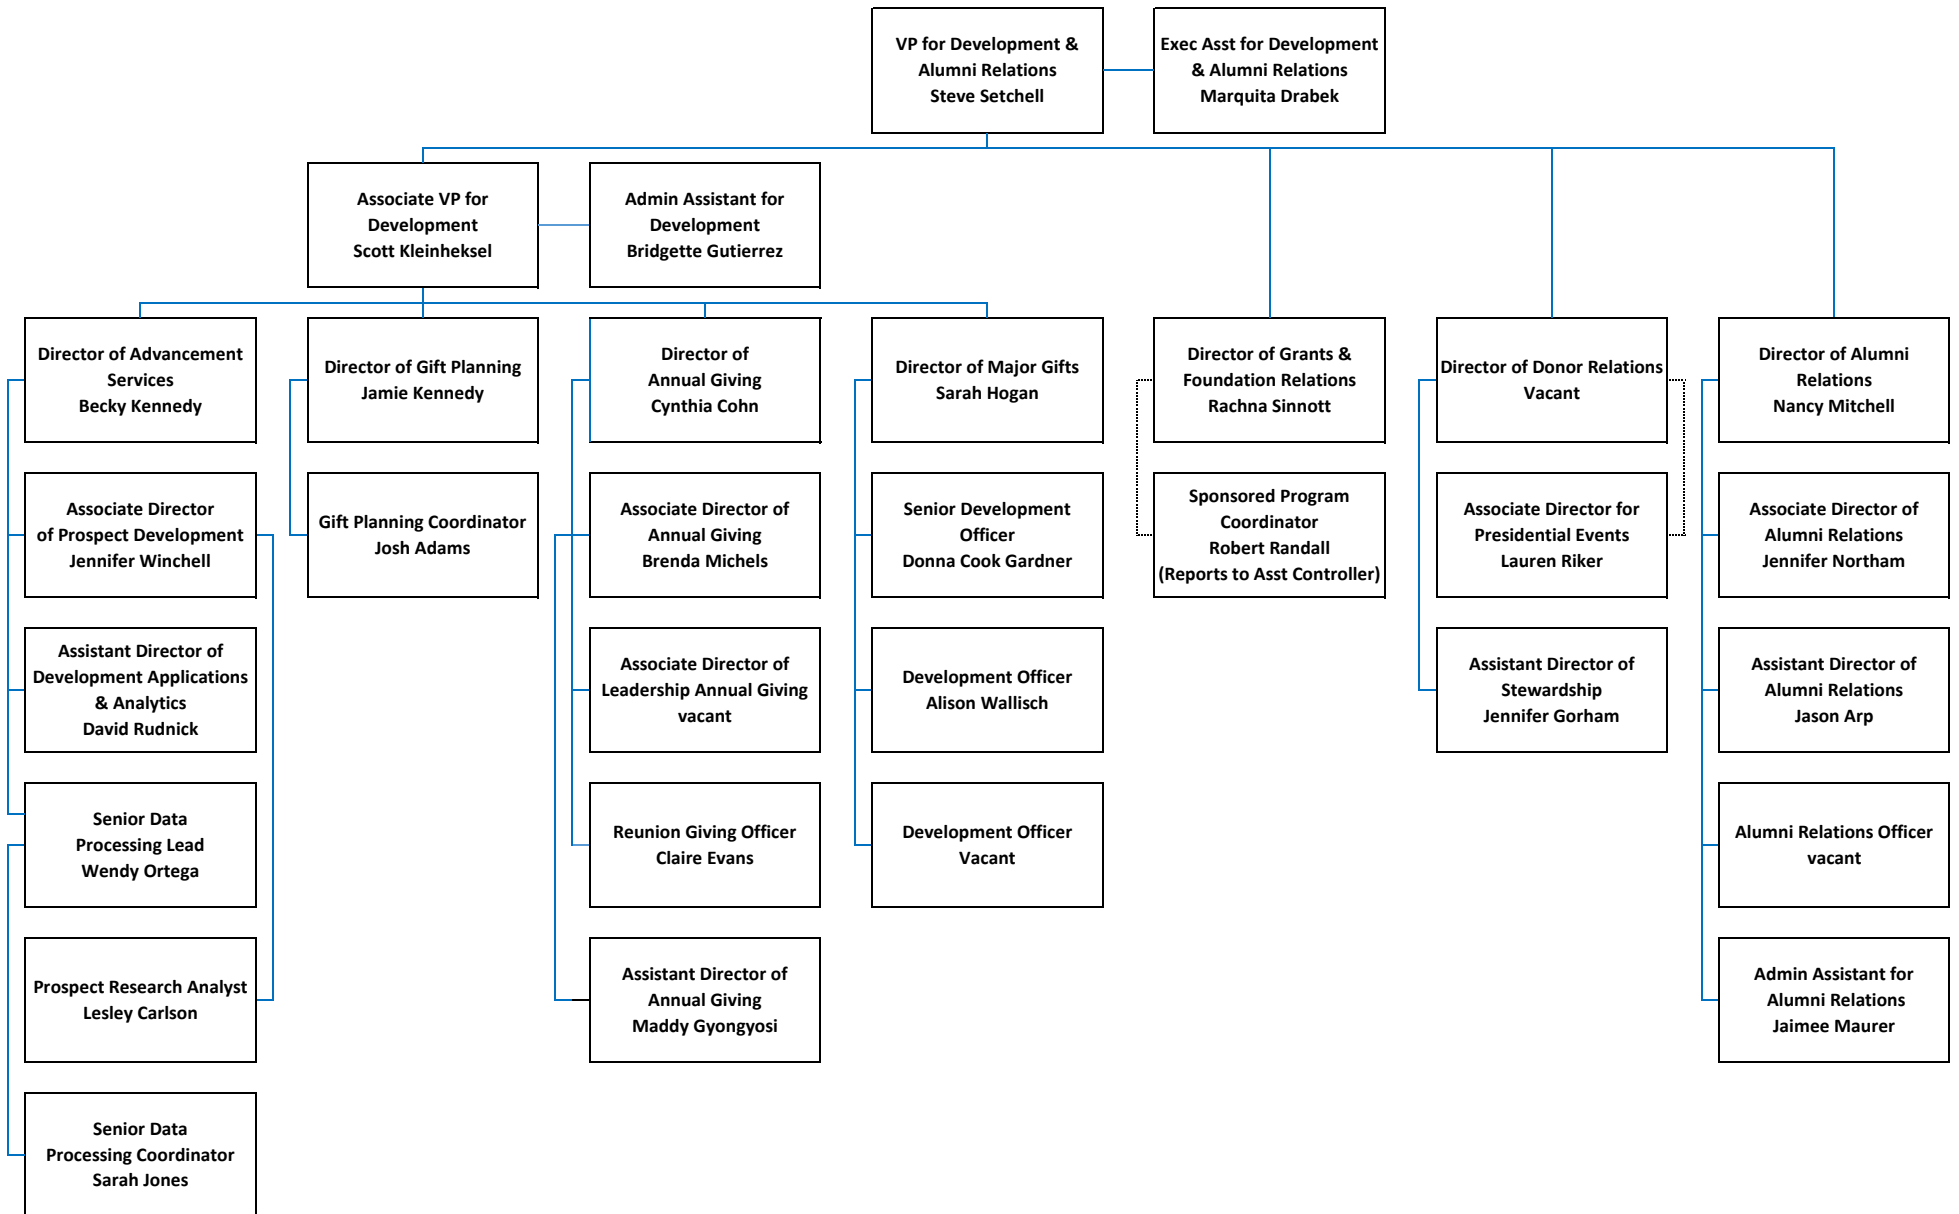 VP for Development &
Alumni Relations
Steve Setchell
Exec Asst for Development
& Alumni Relations
Marquita Drabek
Associate VP for
Development
Scott Kleinheksel
Admin Assistant for
Development
Bridgette Gutierrez
Director of Advancement
Services
Becky Kennedy
Director of Gift Planning
Jamie Kennedy
Director of
Annual Giving
Cynthia Cohn
Director of Major Gifts
Sarah Hogan
Director of Grants &
Foundation Relations
Rachna Sinnott
Director of Donor Relations
Vacant
Director of Alumni
Relations
Nancy Mitchell
Associate Director
of Prospect Development
Jennifer Winchell
Gift Planning Coordinator
Josh Adams
Associate Director of
Annual Giving
Brenda Michels
Senior Development
Officer
Donna Cook Gardner
Sponsored Program
Coordinator
Robert Randall
(Reports to Asst Controller)
Associate Director for
Presidential Events
Lauren Riker
Associate Director of
Alumni Relations
Jennifer Northam
Assistant Director of
Development Applications
& Analytics
David Rudnick
Associate Director of
Leadership Annual Giving
vacant
Development Officer
Alison Wallisch
Assistant Director of
Stewardship
Jennifer Gorham
Assistant Director of
Alumni Relations
Jason Arp
Senior Data
Processing Lead
Wendy Ortega
Reunion Giving Officer
Claire Evans
Development Officer
Vacant
Alumni Relations Officer
vacant
Prospect Research Analyst
Lesley Carlson
Assistant Director of
Annual Giving
Maddy Gyongyosi
Admin Assistant for
Alumni Relations
Jaimee Maurer
Senior Data
Processing Coordinator
Sarah Jones